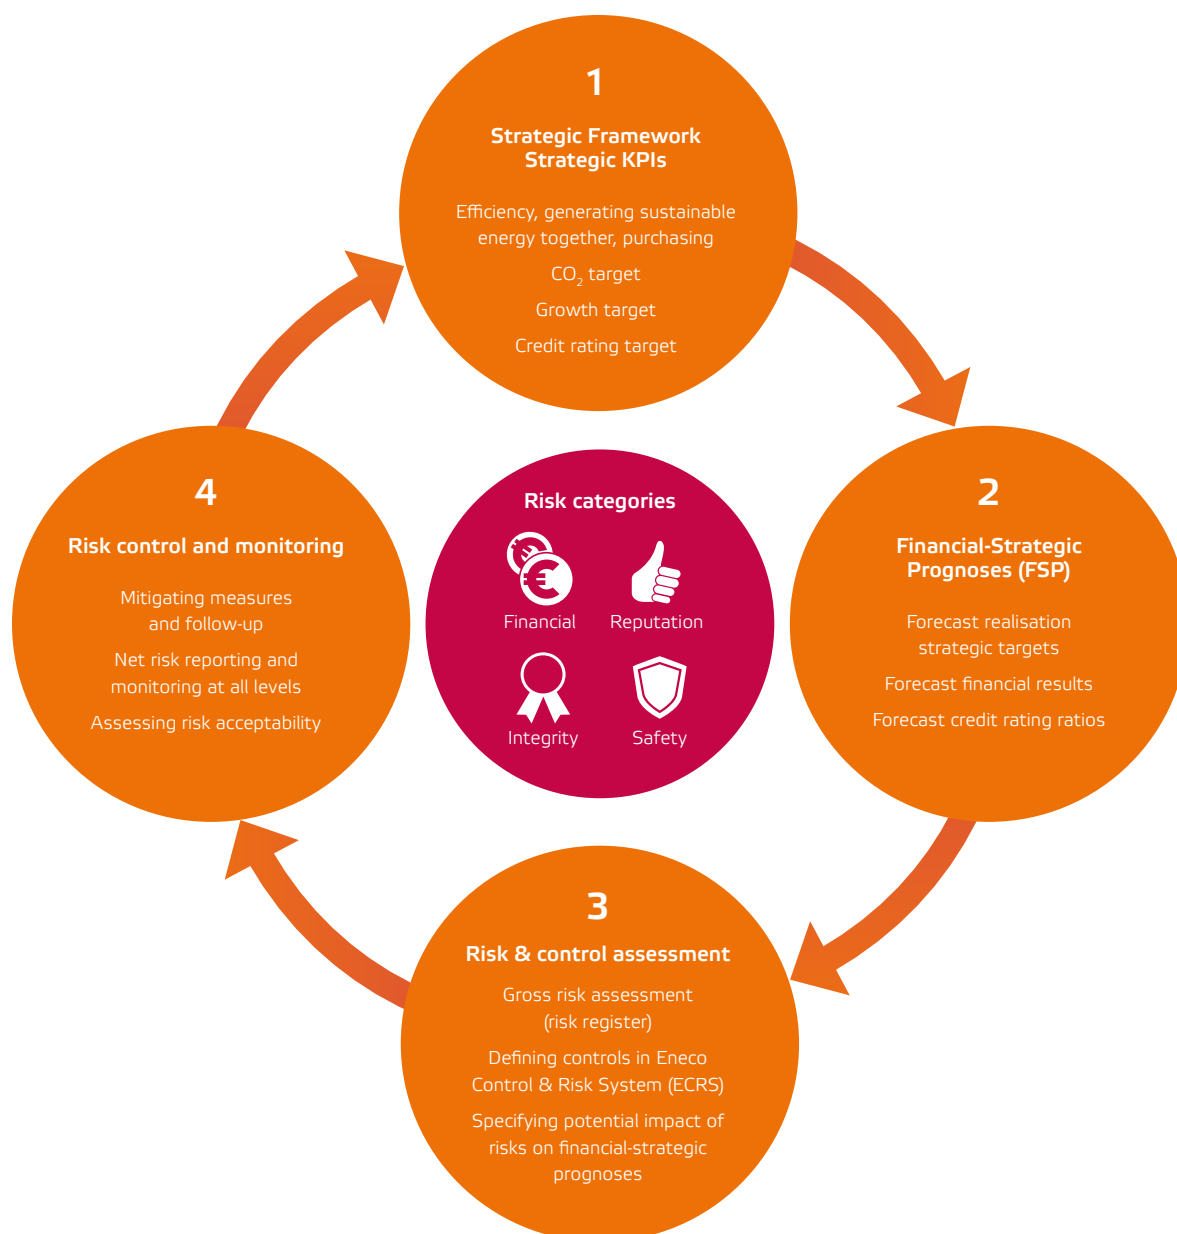 1
Strategic Framework
Strategic KPIs
Efficiency, generating sustainable
energy together, purchasing
CO₂ target
Growth target
Credit rating target
2
Financial-Strategic
Prognoses (FSP)
Forecast realisation
strategic targets
Forecast financial results
Forecast credit rating ratios
3
Risk & control assessment
Gross risk assessment
(risk register)
Defining controls in Eneco
Control & Risk System (ECRS)
Specifying potential impact of
risks on financial-strategic
prognoses
4
Risk control and monitoring
Mitigating measures
and follow-up
Net risk reporting and
monitoring at all levels
Assessing risk acceptability
Risk categories
Financial
Reputation
Integrity
Safety